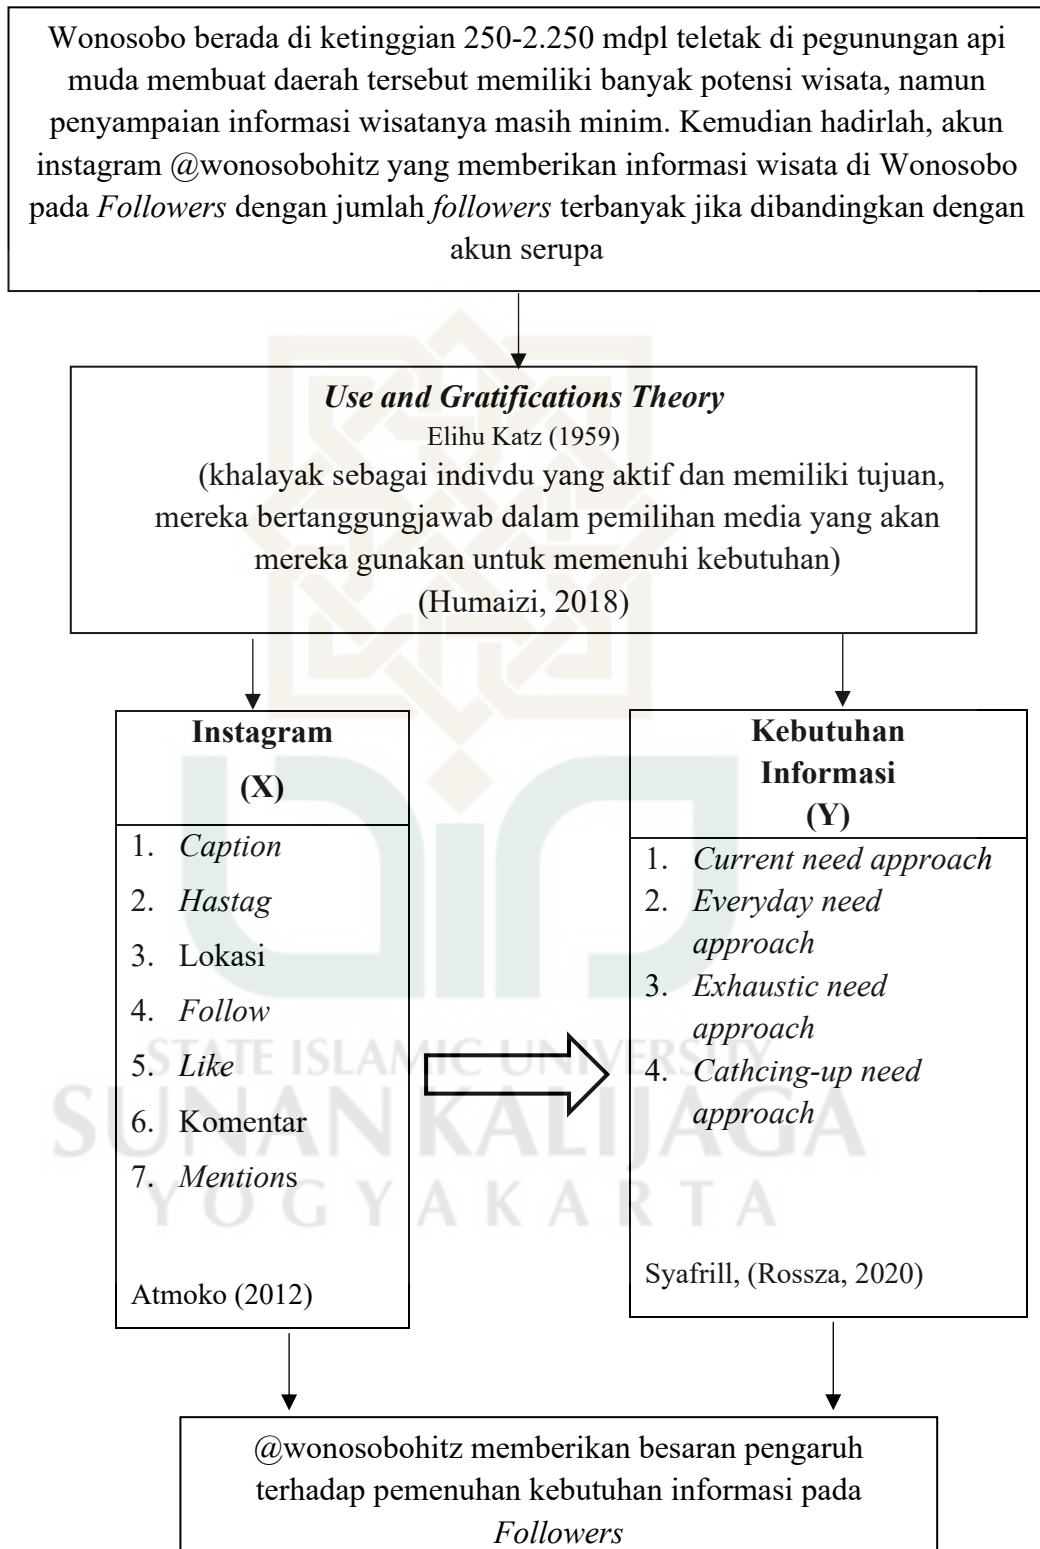 Wonosobo berada di ketinggian 250-2.250 mdpl teletak di pegunungan api
muda membuat daerah tersebut memiliki banyak potensi wisata, namun
penyampaian informasi wisatanya masih minim. Kemudian hadirlah, akun
instagram @wonosobohitz yang memberikan informasi wisata di Wonosobo
pada Followers dengan jumlah followers terbanyak jika dibandingkan dengan
akun serupa
Use and Gratifications Theory
Elihu Katz (1959)
(khalayak sebagai indivdu yang aktif dan memiliki tujuan,
mereka bertanggungjawab dalam pemilihan media yang akan
mereka gunakan untuk memenuhi kebutuhan)
(Humaizi, 2018)
Instagram
(X)
1. Caption
2. Hastag
3. Lokasi
4. Follow
5. Like
6. Komentar
7. Mentions
Atmoko (2012)
Kebutuhan
Informasi
(Y)
1. Current need approach
2. Everyday need
approach
3. Exhaustic need
approach
4. Cathcing-up need
approach
Syafrill, (Rossza, 2020)
@wonosobohitz memberikan besaran pengaruh
terhadap pemenuhan kebutuhan informasi pada
Followers
STATE ISLAMIC UNIVERSITY
SUNAN KALIJAGA
YOGYAKARTA